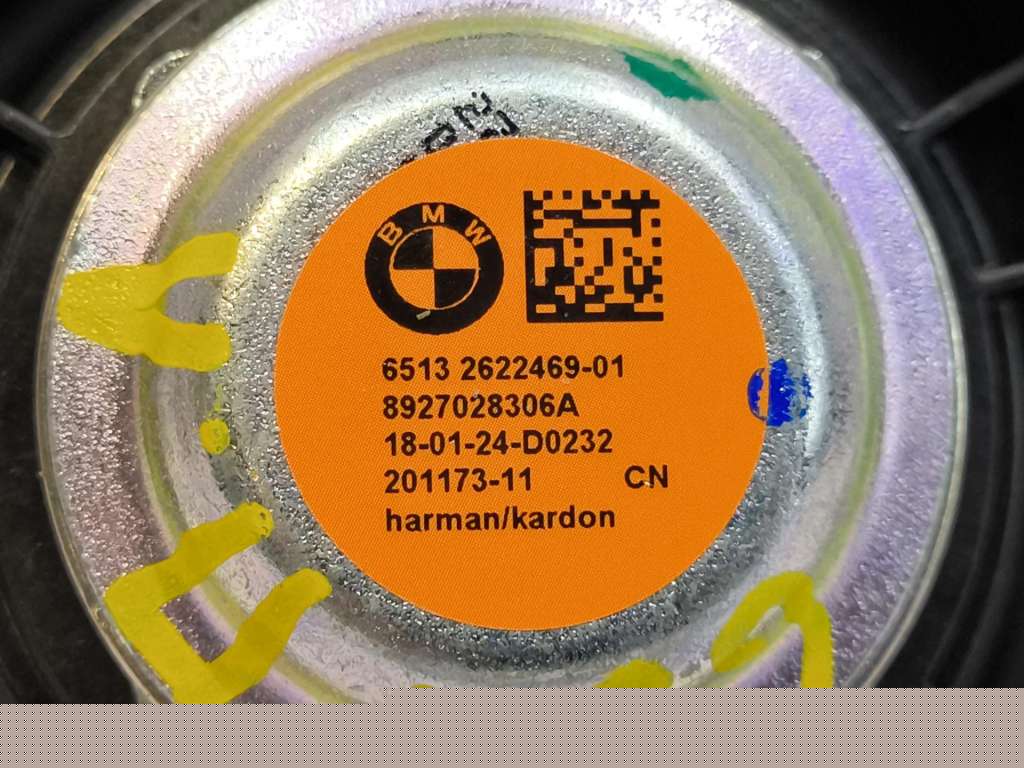 BMW
6513 2622469-01
8927028306A
18-01-24-D0232
201173-11 CN
harman/kardon